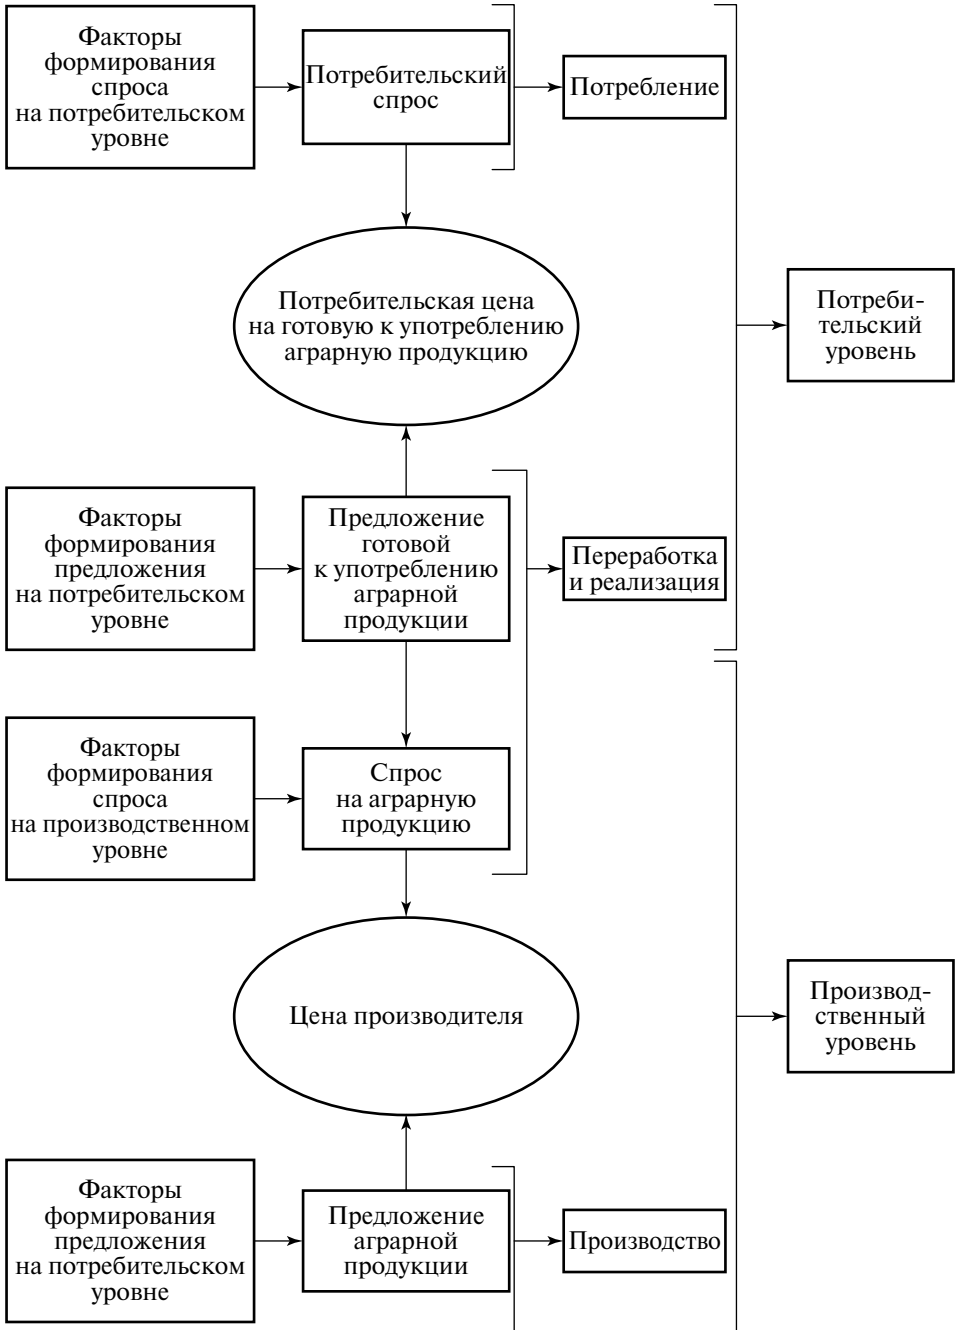 Факторы
формирования
спроса
на потребительском
уровне
Потребительский
спрос
Потребление
Потребительская цена
на готовую к употреблению
аграрную продукцию
Потреби-
тельский
уровень
Факторы
формирования
предложения
на потребительском
уровне
Предложение
готовой
к употреблению
аграрной
продукции
Переработка
и реализация
Факторы
формирования
спроса
на производственном
уровне
Спрос
на аграрную
продукцию
Цена производителя
Производ-
ственный
уровень
Факторы
формирования
предложения
на потребительском
уровне
Предложение
аграрной
продукции
Производство